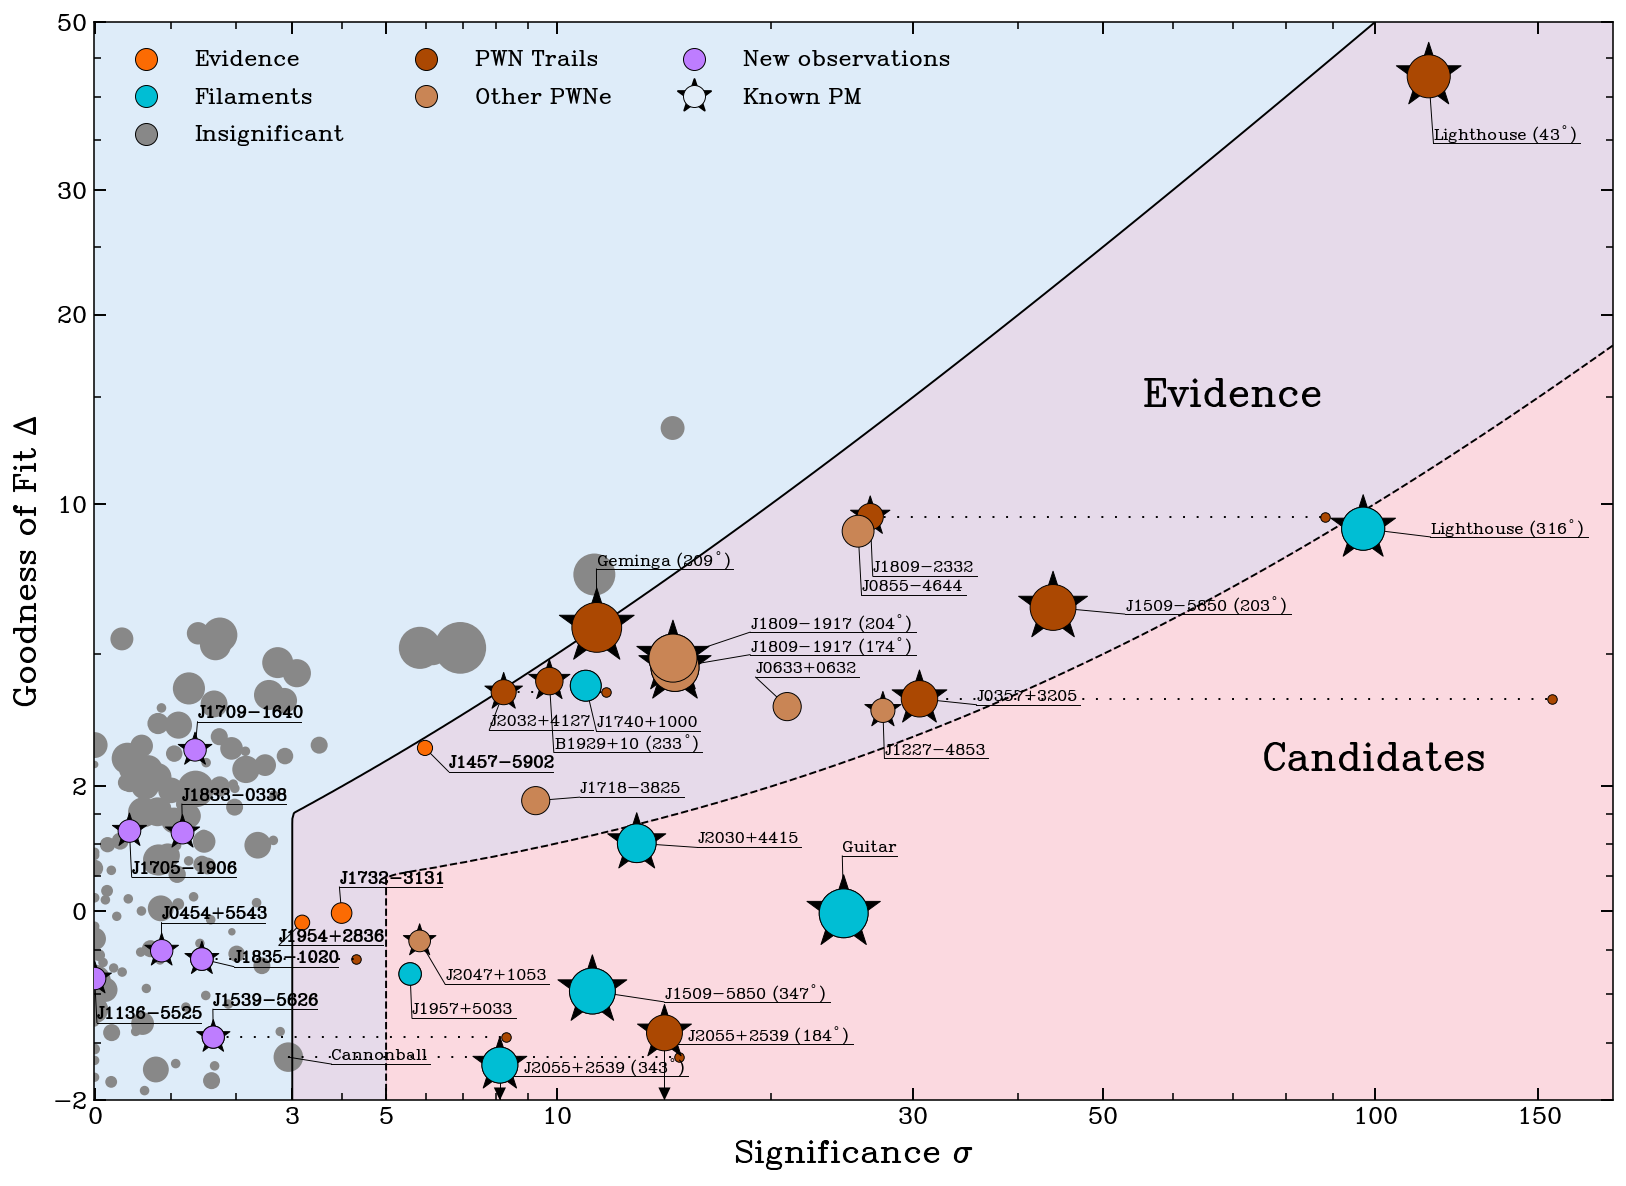 50
30
20
10
2
0
−2
Goodness of Fit Δ
Evidence
PWN Trails
New observations
Filaments
Other PWNe
Known PM
Insignificant
Lighthouse (43°)
Evidence
Lighthouse (316°)
Geminga (209°)
J1809−2332
J0855−4644
J1509−5850 (203°)
J1809−1917 (204°)
J1809−1917 (174°)
J0633+0632
J0357+3205
J1709−1640
J2032+4127
J1740+1000
B1929+10 (233°)
J1227−4853
J1457−5902
Candidates
J1718−3825
J1833−0338
J2030+4415
Guitar
J1705−1906
J1732−3131
J0454+5543
J1954+2836
J1835−1020
J2047+1053
J1509−5850 (347°)
J1539−5626
J1957+5033
J1136−5525
J2055+2539 (184°)
Cannonball
J2055+2539 (343°)
0
3
5
10
30
50
100
150
Significance σ